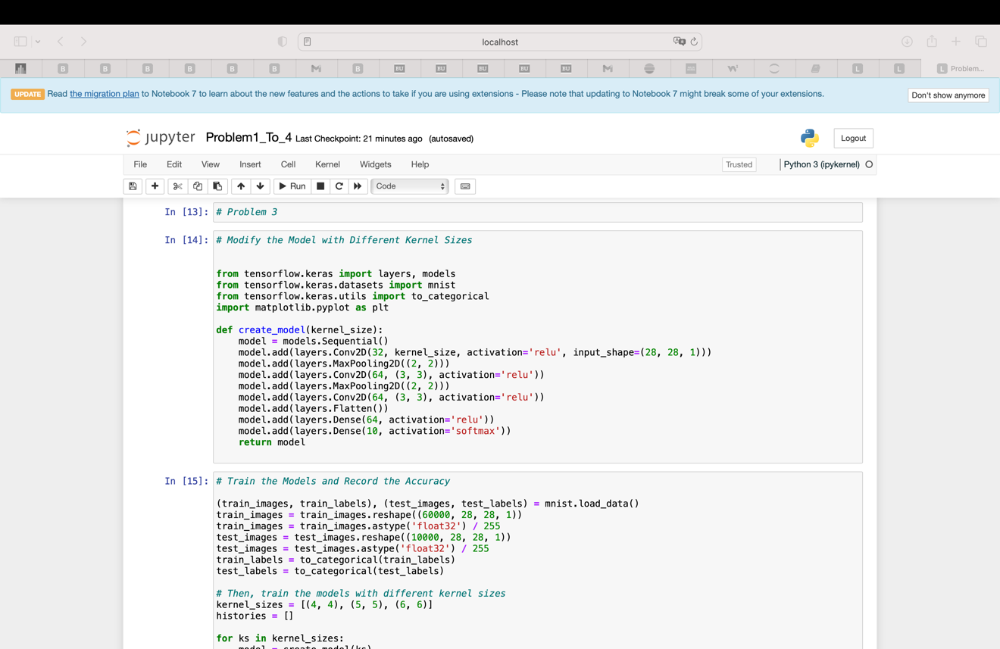 localhost
B
B
B
B
B
B
B
EU
EU
EU
EU
EU
L
L
L Problem...
UPDATE Read the migration plan to Notebook 7 to learn about the new features and the actions to take if you are using extensions - Please note that updating to Notebook 7 might break some of your extensions.
Don't show anymore
jupyter Problem1_To_4 Last Checkpoint: 21 minutes ago (autosaved)
Logout
File Edit View Insert Cell Kernel Widgets Help
Trusted
Python 3 (ipykernel)
Run
Code
In [13]: # Problem 3
In [14]: # Modify the Model with Different Kernel Sizes
from tensorflow.keras import layers, models
from tensorflow.keras.datasets import mnist
from tensorflow.keras.utils import to_categorical
import matplotlib.pyplot as plt
def create_model(kernel_size):
    model = models.Sequential()
    model.add(layers.Conv2D(32, kernel_size, activation='relu', input_shape=(28, 28, 1)))
    model.add(layers.MaxPooling2D((2, 2)))
    model.add(layers.Conv2D(64, (3, 3), activation='relu'))
    model.add(layers.MaxPooling2D((2, 2)))
    model.add(layers.Conv2D(64, (3, 3), activation='relu'))
    model.add(layers.Flatten())
    model.add(layers.Dense(64, activation='relu'))
    model.add(layers.Dense(10, activation='softmax'))
    return model
In [15]: # Train the Models and Record the Accuracy
(train_images, train_labels), (test_images, test_labels) = mnist.load_data()
train_images = train_images.reshape((60000, 28, 28, 1))
train_images = train_images.astype('float32') / 255
test_images = test_images.reshape((10000, 28, 28, 1))
test_images = test_images.astype('float32') / 255
train_labels = to_categorical(train_labels)
test_labels = to_categorical(test_labels)
# Then, train the models with different kernel sizes
kernel_sizes = [(4, 4), (5, 5), (6, 6)]
histories = []
for ks in kernel_sizes:
    model = create_model(ks)